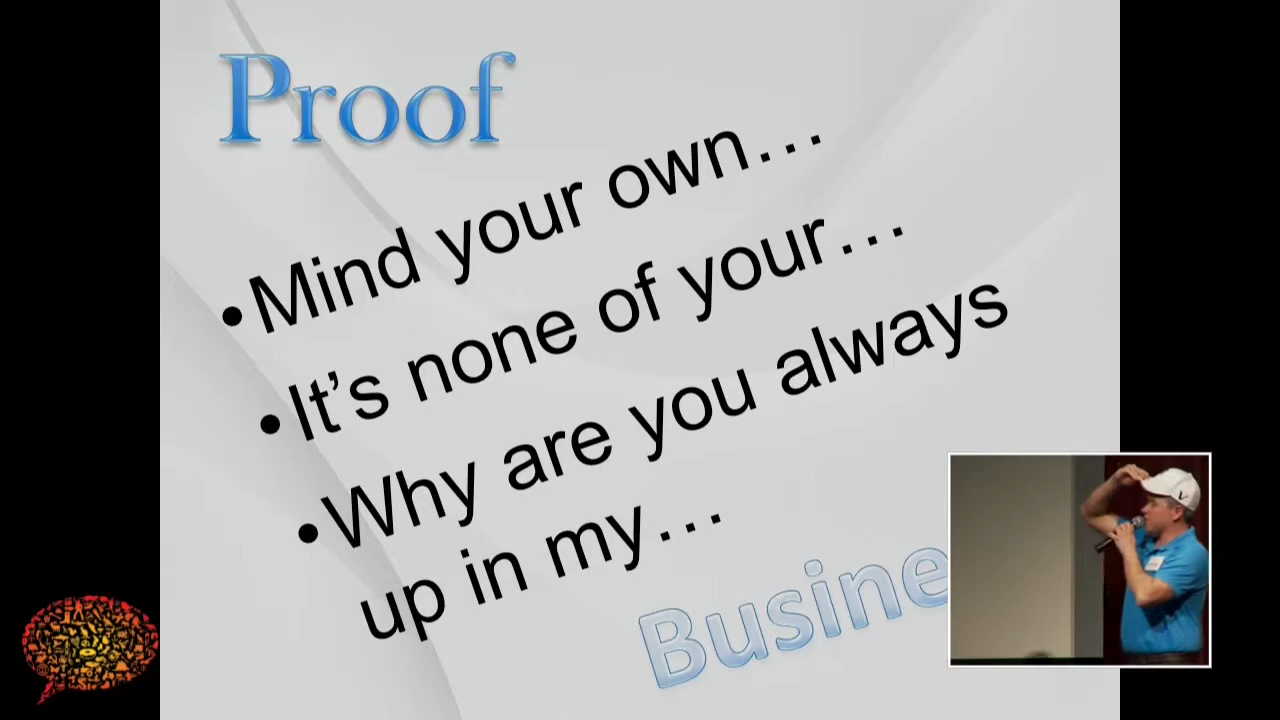 Proof
•Mind your own…
•It’s none of your…
•Why are you always
up in my…
Busine